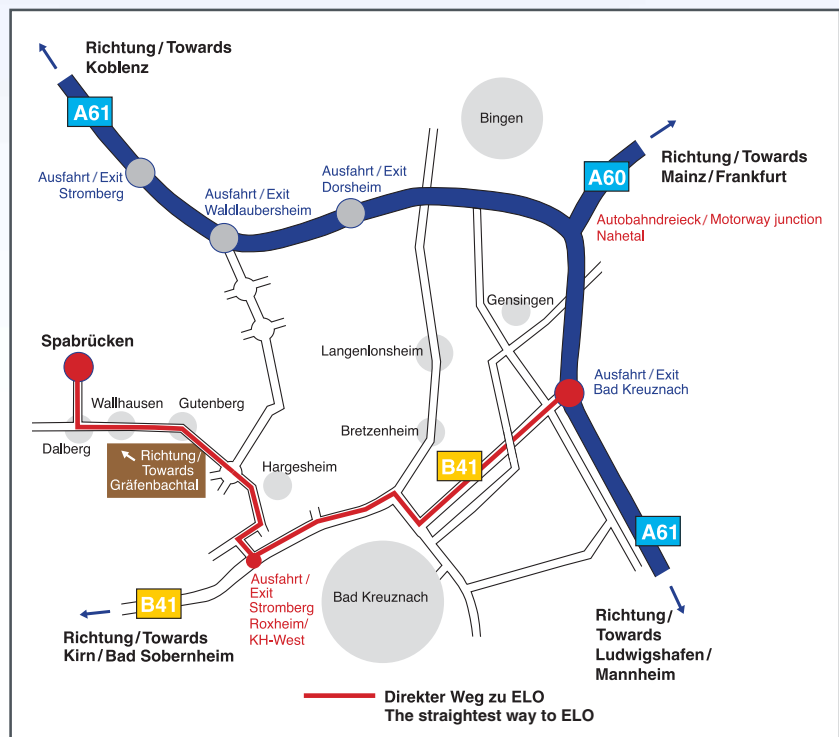 Richtung/Towards
Koblenz
A61
Bingen
Ausfahrt/Exit
Stromberg
Ausfahrt/Exit
Waldlaubersheim
Ausfahrt/Exit
Dorsheim
A60
Richtung/Towards
Mainz/Frankfurt
Autobahndreieck/Motorway junction
Nahetal
Gensingen
Spabrücken
Langenlonsheim
Ausfahrt/Exit
Bad Kreuznach
Wallhausen
Gutenberg
Dalberg
Bretzenheim
Richtung/
Towards
Gräfenbachtal
Hargesheim
B41
A61
Ausfahrt/
Exit
Stromberg
Roxheim/
KH-West
Bad Kreuznach
B41
Richtung/Towards
Kirn/Bad Sobernheim
Richtung/
Towards
Ludwigshafen/
Mannheim
Direkter Weg zu ELO
The straightest way to ELO